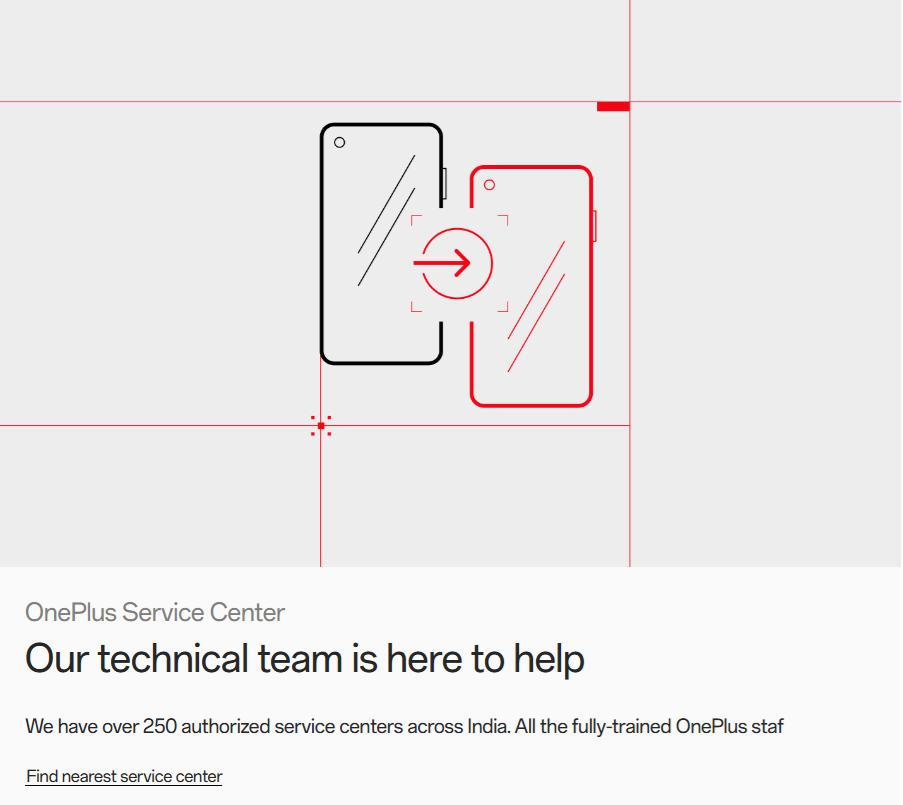 OnePlus Service Center
Our technical team is here to help
We have over 250 authorized service centers across India. All the fully-trained OnePlus staf
Find nearest service center